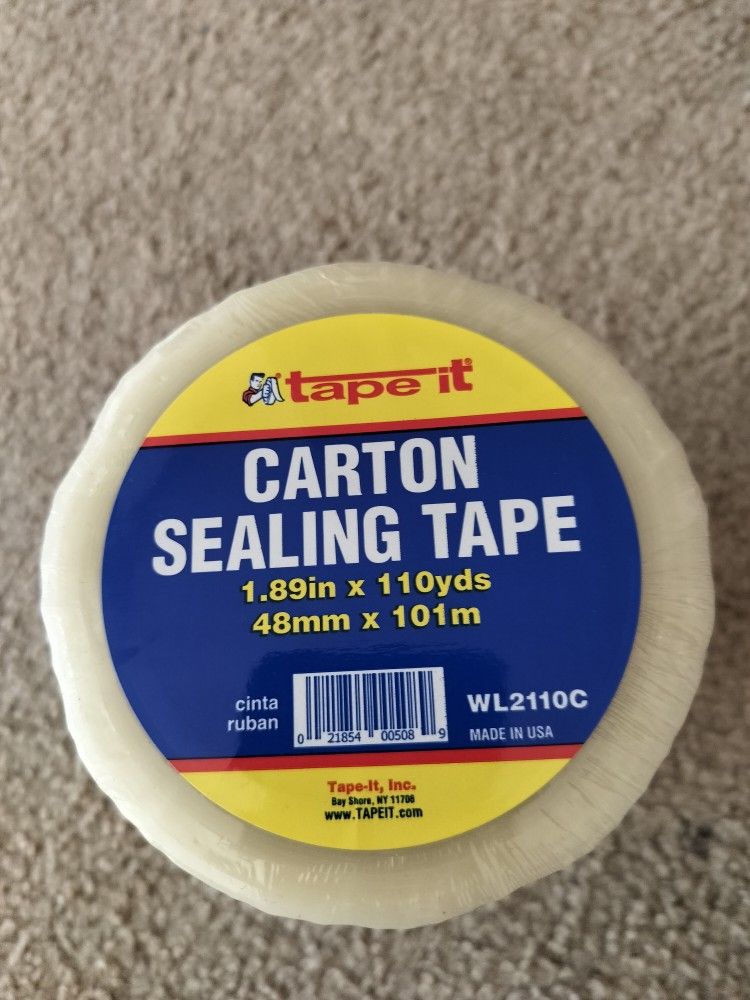 tape it®
CARTON
SEALING TAPE
1.89in x 110yds
48mm x 101m
cinta
ruban
0 21854 00508 9
WL2110C
MADE IN USA
Tape-It, Inc.
Bay Shore, NY 11706
www.TAPEIT.com